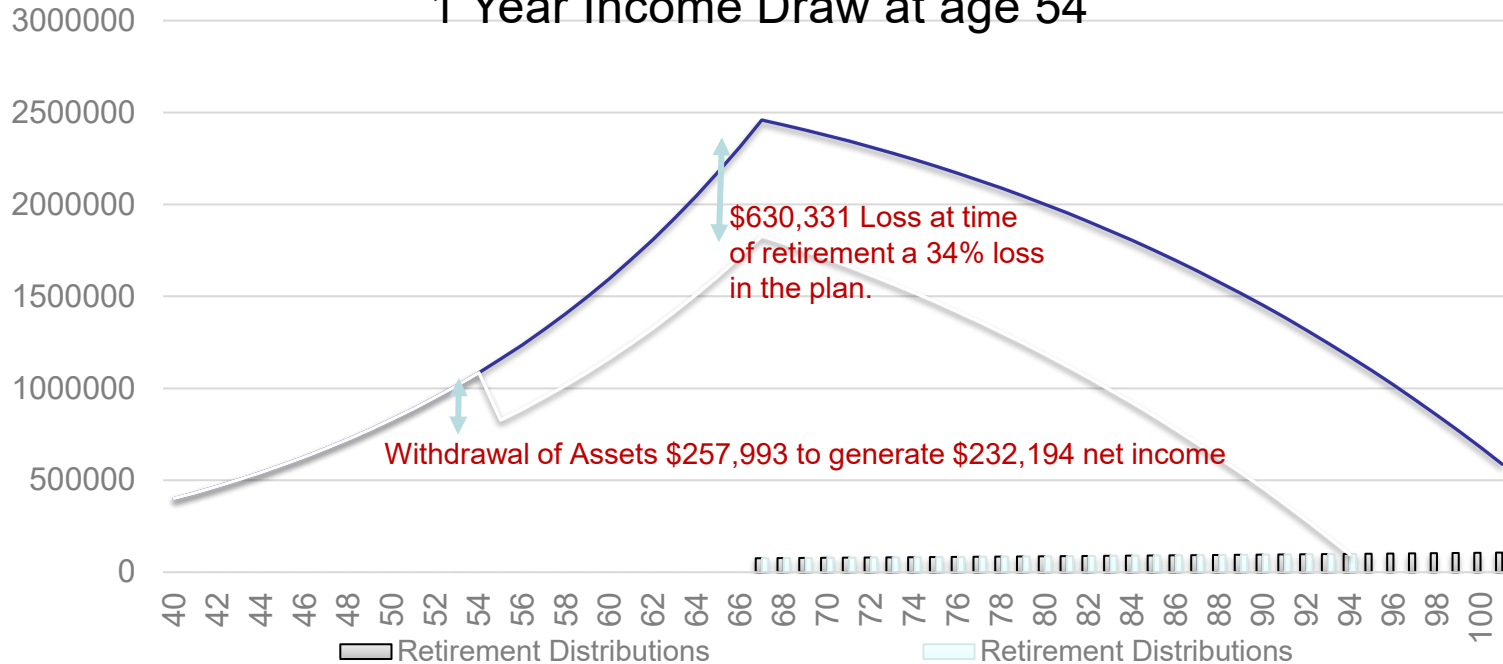 1 Year Income Draw at age 54
3000000
2500000
2000000
1500000
1000000
500000
0
$630,331 Loss at time
of retirement a 34% loss
in the plan.
Withdrawal of Assets $257,993 to generate $232,194 net income
40 42 44 46 48 50 52 54 56 58 60 62 64 66 68 70 72 74 76 78 80 82 84 86 88 90 92 94 96 98 100
Retirement Distributions Retirement Distributions